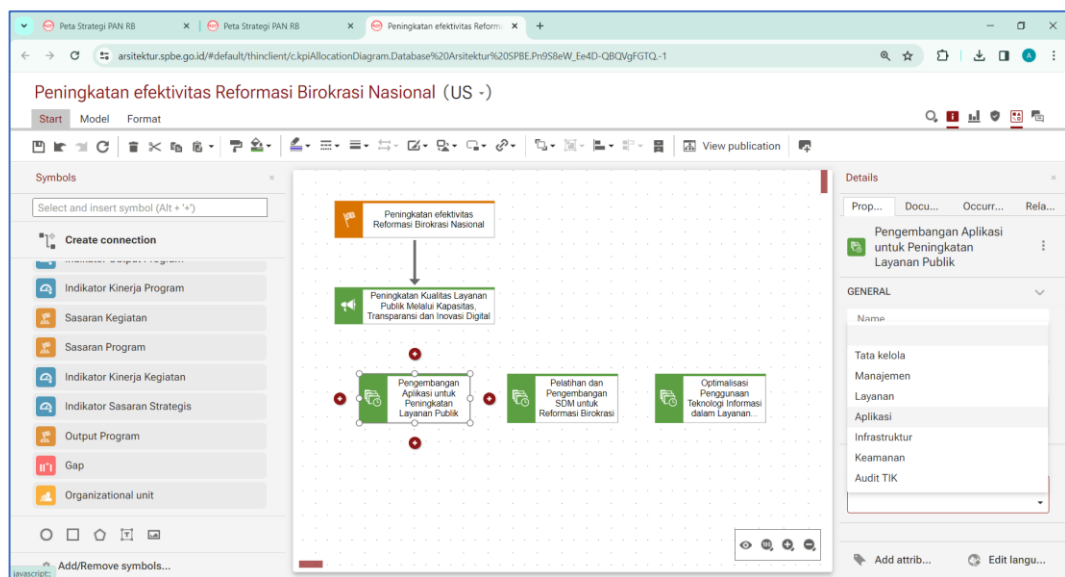 Peta Strategi PAN RB
Peta Strategi PAN RB
Peningkatan efektivitas Reform
arsitektur.spbe.go.id/#default/thinclient/c.kpiAllocationDiagram.Database%20Arsitektur%20SPBE.Pn9S8eW_Ee4D-QBQVgFGTQ.-1
Peningkatan efektivitas Reformasi Birokrasi Nasional (US -)
Start Model Format
View publication
Symbols
Select and insert symbol (Alt + '+')
Create connection
Indikator Output Program
Indikator Kinerja Program
Sasaran Kegiatan
Sasaran Program
Indikator Kinerja Kegiatan
Indikator Sasaran Strategis
Output Program
Gap
Organizational unit
Add/Remove symbols...
javascript:;
Peningkatan efektivitas
Reformasi Birokrasi Nasional
Peningkatan Kualitas Layanan
Publik Melalui Kapasitas,
Transparansi dan Inovasi Digital
Pengembangan
Aplikasi untuk
Peningkatan
Layanan Publik
Pelatihan dan
Pengembangan
SDM untuk
Reformasi Birokrasi
Optimalisasi
Penggunaan
Teknologi Informasi
dalam Layanan...
Details
Prop... Docu... Occurr... Rela...
Pengembangan Aplikasi
untuk Peningkatan
Layanan Publik
GENERAL
Name
Tata kelola
Manajemen
Layanan
Aplikasi
Infrastruktur
Keamanan
Audit TIK
Add attrib... Edit langu...